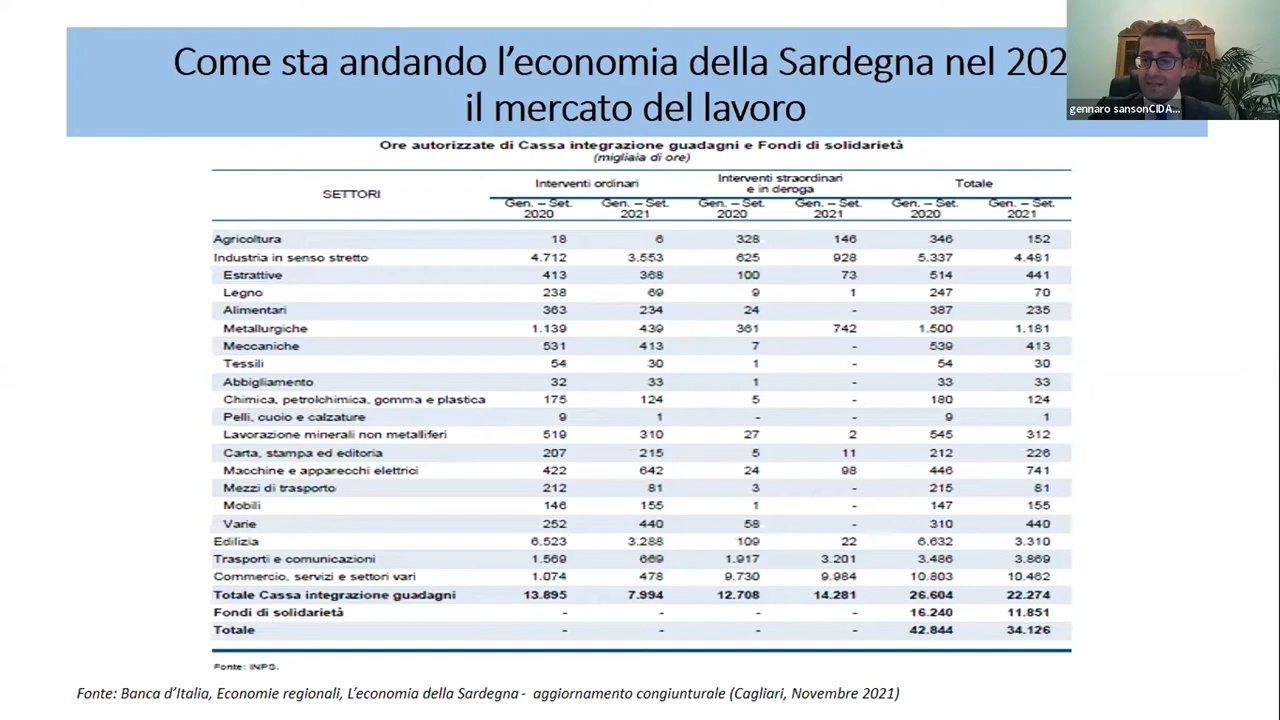 Come sta andando l'economia della Sardegna nel 202
il mercato del lavoro
gennaro sansonCIDA...
Ore autorizzate di Cassa integrazione guadagni e Fondi di solidarietà
(migliaia di ore)
SETTORI Interventi ordinari Interventi straordinari e in deroga Totale
Gen. – Set. 2020 Gen. – Set. 2021 Gen. – Set. 2020 Gen. – Set. 2021 Gen. – Set. 2020 Gen. – Set. 2021
Agricoltura 18 6 328 146 346 152
Industria in senso stretto 4.712 3.553 625 928 5.337 4.481
Estrattive 413 368 100 73 514 441
Legno 238 69 9 1 247 70
Alimentari 363 234 24 - 387 235
Metallurgiche 1.139 439 361 742 1.500 1.181
Meccaniche 531 413 7 - 539 413
Tessili 54 30 1 - 54 30
Abbigliamento 32 33 1 - 33 33
Chimica, petrolchimica, gomma e plastica 175 124 5 - 180 124
Pelli, cuoio e calzature 9 1 - - 9 1
Lavorazione minerali non metalliferi 519 310 27 2 545 312
Carta, stampa ed editoria 207 215 5 11 212 226
Macchine e apparecchi elettrici 422 642 24 98 446 741
Mezzi di trasporto 212 81 3 - 215 81
Mobili 146 155 1 - 147 155
Varie 252 440 58 - 310 440
Edilizia 6.523 3.288 109 22 6.632 3.310
Trasporti e comunicazioni 1.569 669 1.917 3.201 3.486 3.869
Commercio, servizi e settori vari 1.074 478 9.730 9.984 10.803 10.462
Totale Cassa integrazione guadagni 13.895 7.994 12.708 14.281 26.604 22.274
Fondi di solidarietà - - - - 16.240 11.851
Totale - - - - 42.844 34.126
Fonte: INPS.
Fonte: Banca d'Italia, Economie regionali, L'economia della Sardegna - aggiornamento congiunturale (Cagliari, Novembre 2021)